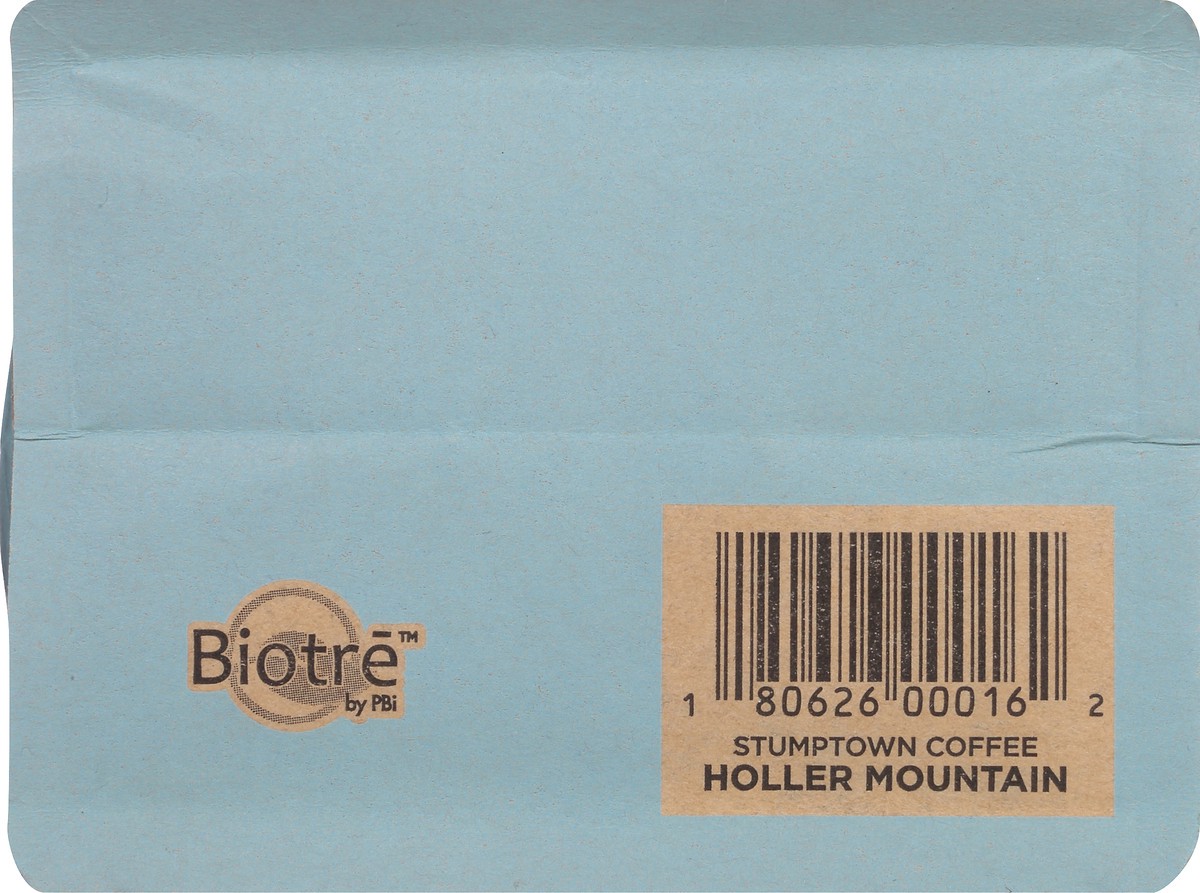 Biotrē™
by PBi
1 80626 00016 2
STUMPTOWN COFFEE
HOLLER MOUNTAIN